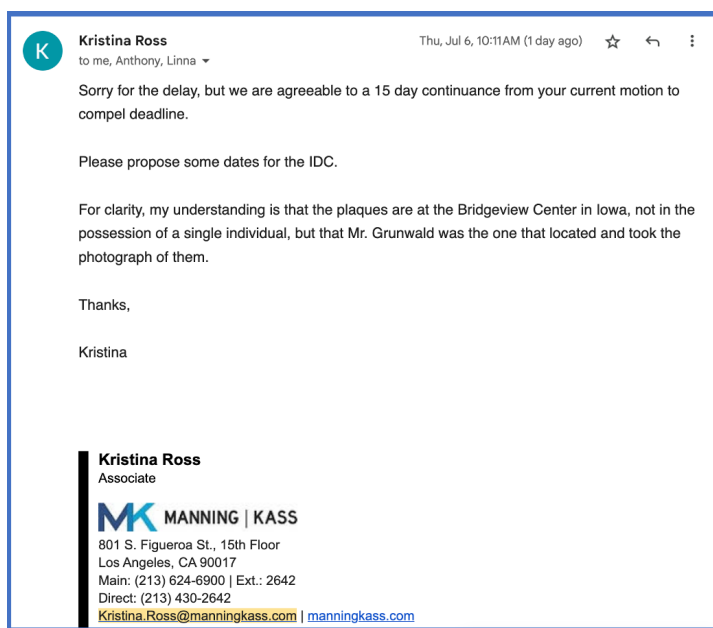 K
Kristina Ross
Thu, Jul 6, 10:11AM (1 day ago)
to me, Anthony, Linna
Sorry for the delay, but we are agreeable to a 15 day continuance from your current motion to
compel deadline.
Please propose some dates for the IDC.
For clarity, my understanding is that the plaques are at the Bridgeview Center in Iowa, not in the
possession of a single individual, but that Mr. Grunwald was the one that located and took the
photograph of them.
Thanks,
Kristina
Kristina Ross
Associate
MK MANNING | KASS
801 S. Figueroa St., 15th Floor
Los Angeles, CA 90017
Main: (213) 624-6900 | Ext.: 2642
Direct: (213) 430-2642
Kristina.Ross@manningkass.com | manningkass.com